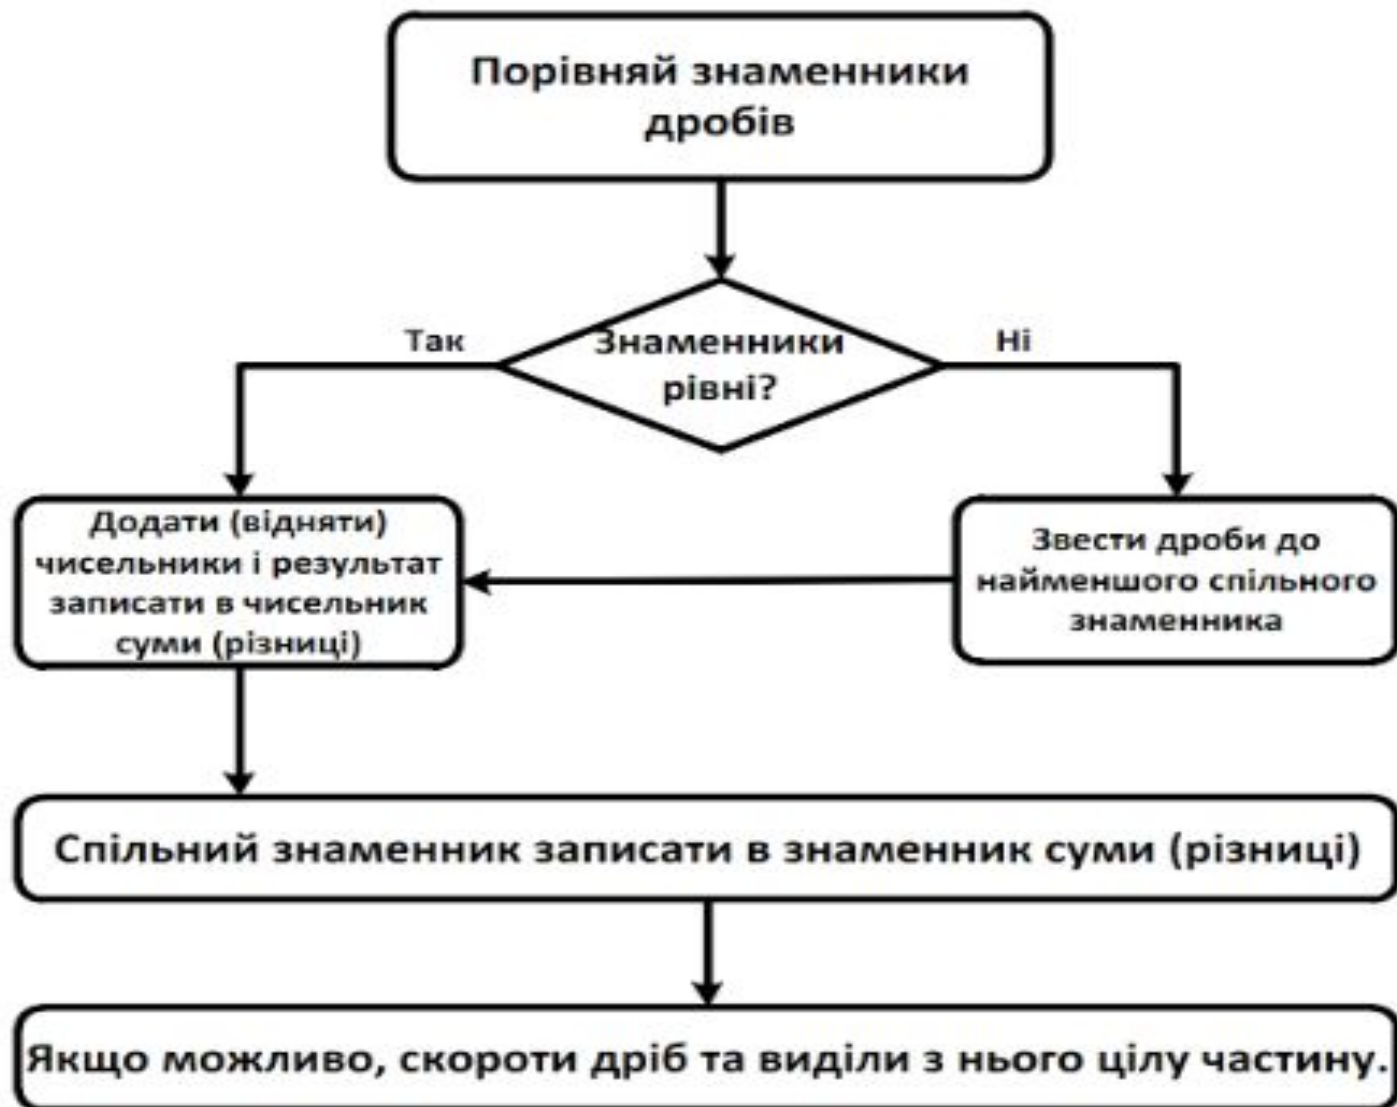 Порівняй знаменники
дробів
Так
Знаменники
рівні?
Ні
Додати (відняти)
чисельники і результат
записати в чисельник
суми (різниці)
Звести дроби до
найменшого спільного
знаменника
Спільний знаменник записати в знаменник суми (різниці)
Якщо можливо, скороти дріб та виділи з нього цілу частину.